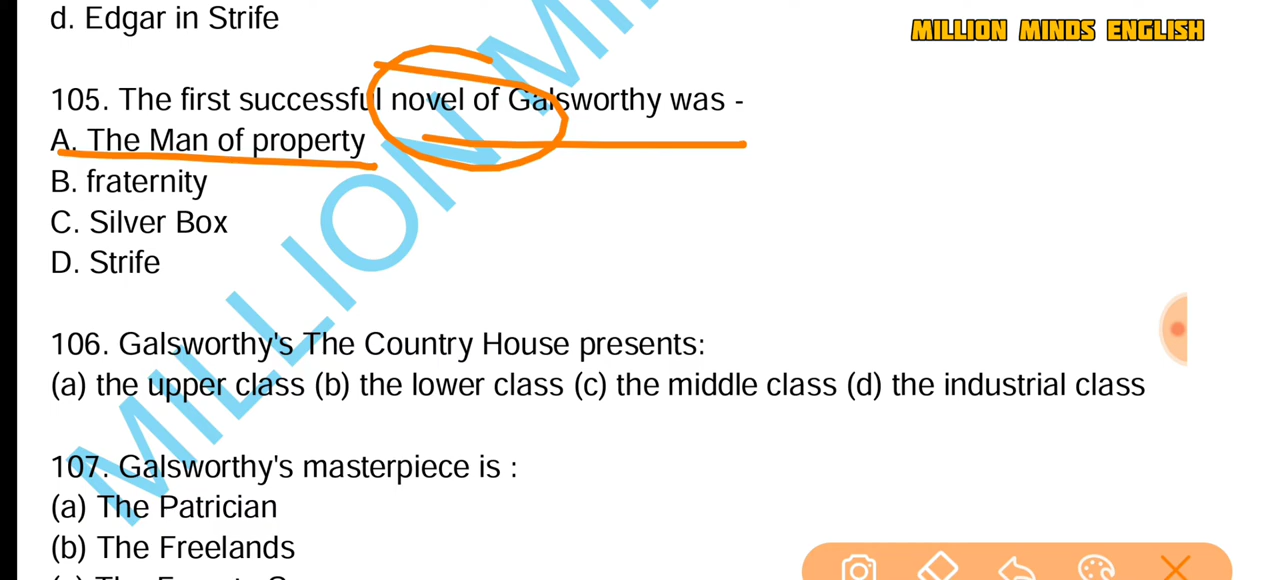 d. Edgar in Strife
MILLION MINDS ENGLISH
105. The first successful novel of Galsworthy was -
A. The Man of property
B. fraternity
C. Silver Box
D. Strife
106. Galsworthy's The Country House presents:
(a) the upper class (b) the lower class (c) the middle class (d) the industrial class
107. Galsworthy's masterpiece is :
(a) The Patrician
(b) The Freelands
MILLION MI